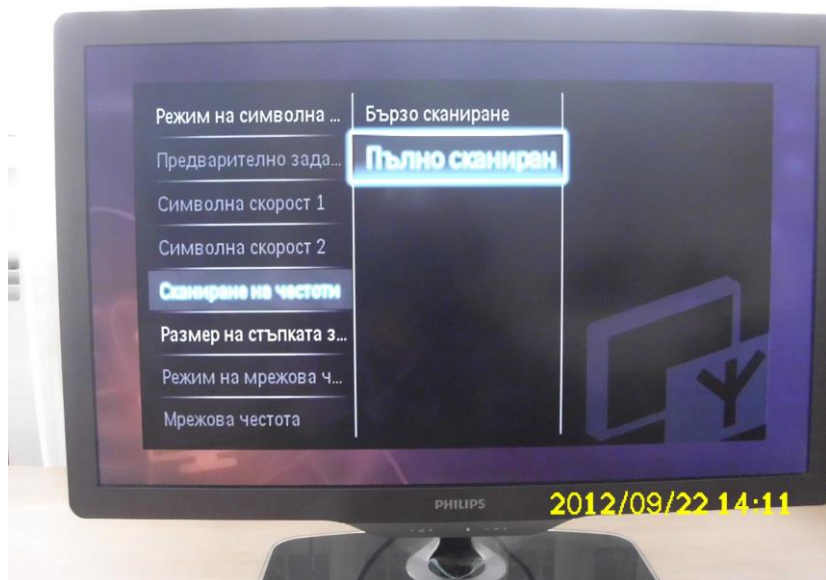 Режим на символна ...
Предварително зада...
Символна скорост 1
Символна скорост 2
Сканиране на честоти
Размер на стъпката з...
Режим на мрежова ч...
Мрежова честота
Бързо сканиране
Пълно сканиран
PHILIPS
2012/09/22 14:11